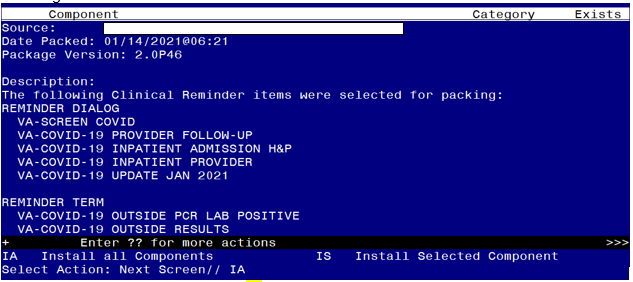 Component Category Exists
Source:
Date Packed: 01/14/2021@06:21
Package Version: 2.0P46
Description:
The following Clinical Reminder items were selected for packing:
REMINDER DIALOG
VA-SCREEN COVID
VA-COVID-19 PROVIDER FOLLOW-UP
VA-COVID-19 INPATIENT ADMISSION H&P
VA-COVID-19 INPATIENT PROVIDER
VA-COVID-19 UPDATE JAN 2021
REMINDER TERM
VA-COVID-19 OUTSIDE PCR LAB POSITIVE
VA-COVID-19 OUTSIDE RESULTS
+ Enter ?? for more actions >>>
IA Install all Components IS Install Selected Component
Select Action: Next Screen// IA